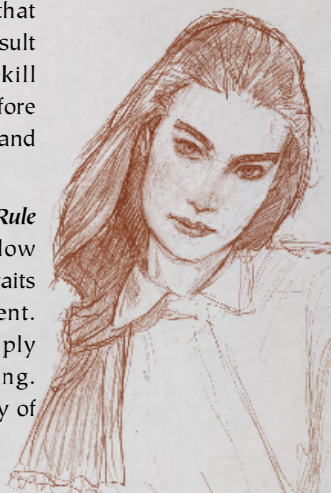 that
sult
kill
fore
and
Rule
low
aits
ent.
ply
ng.
y of